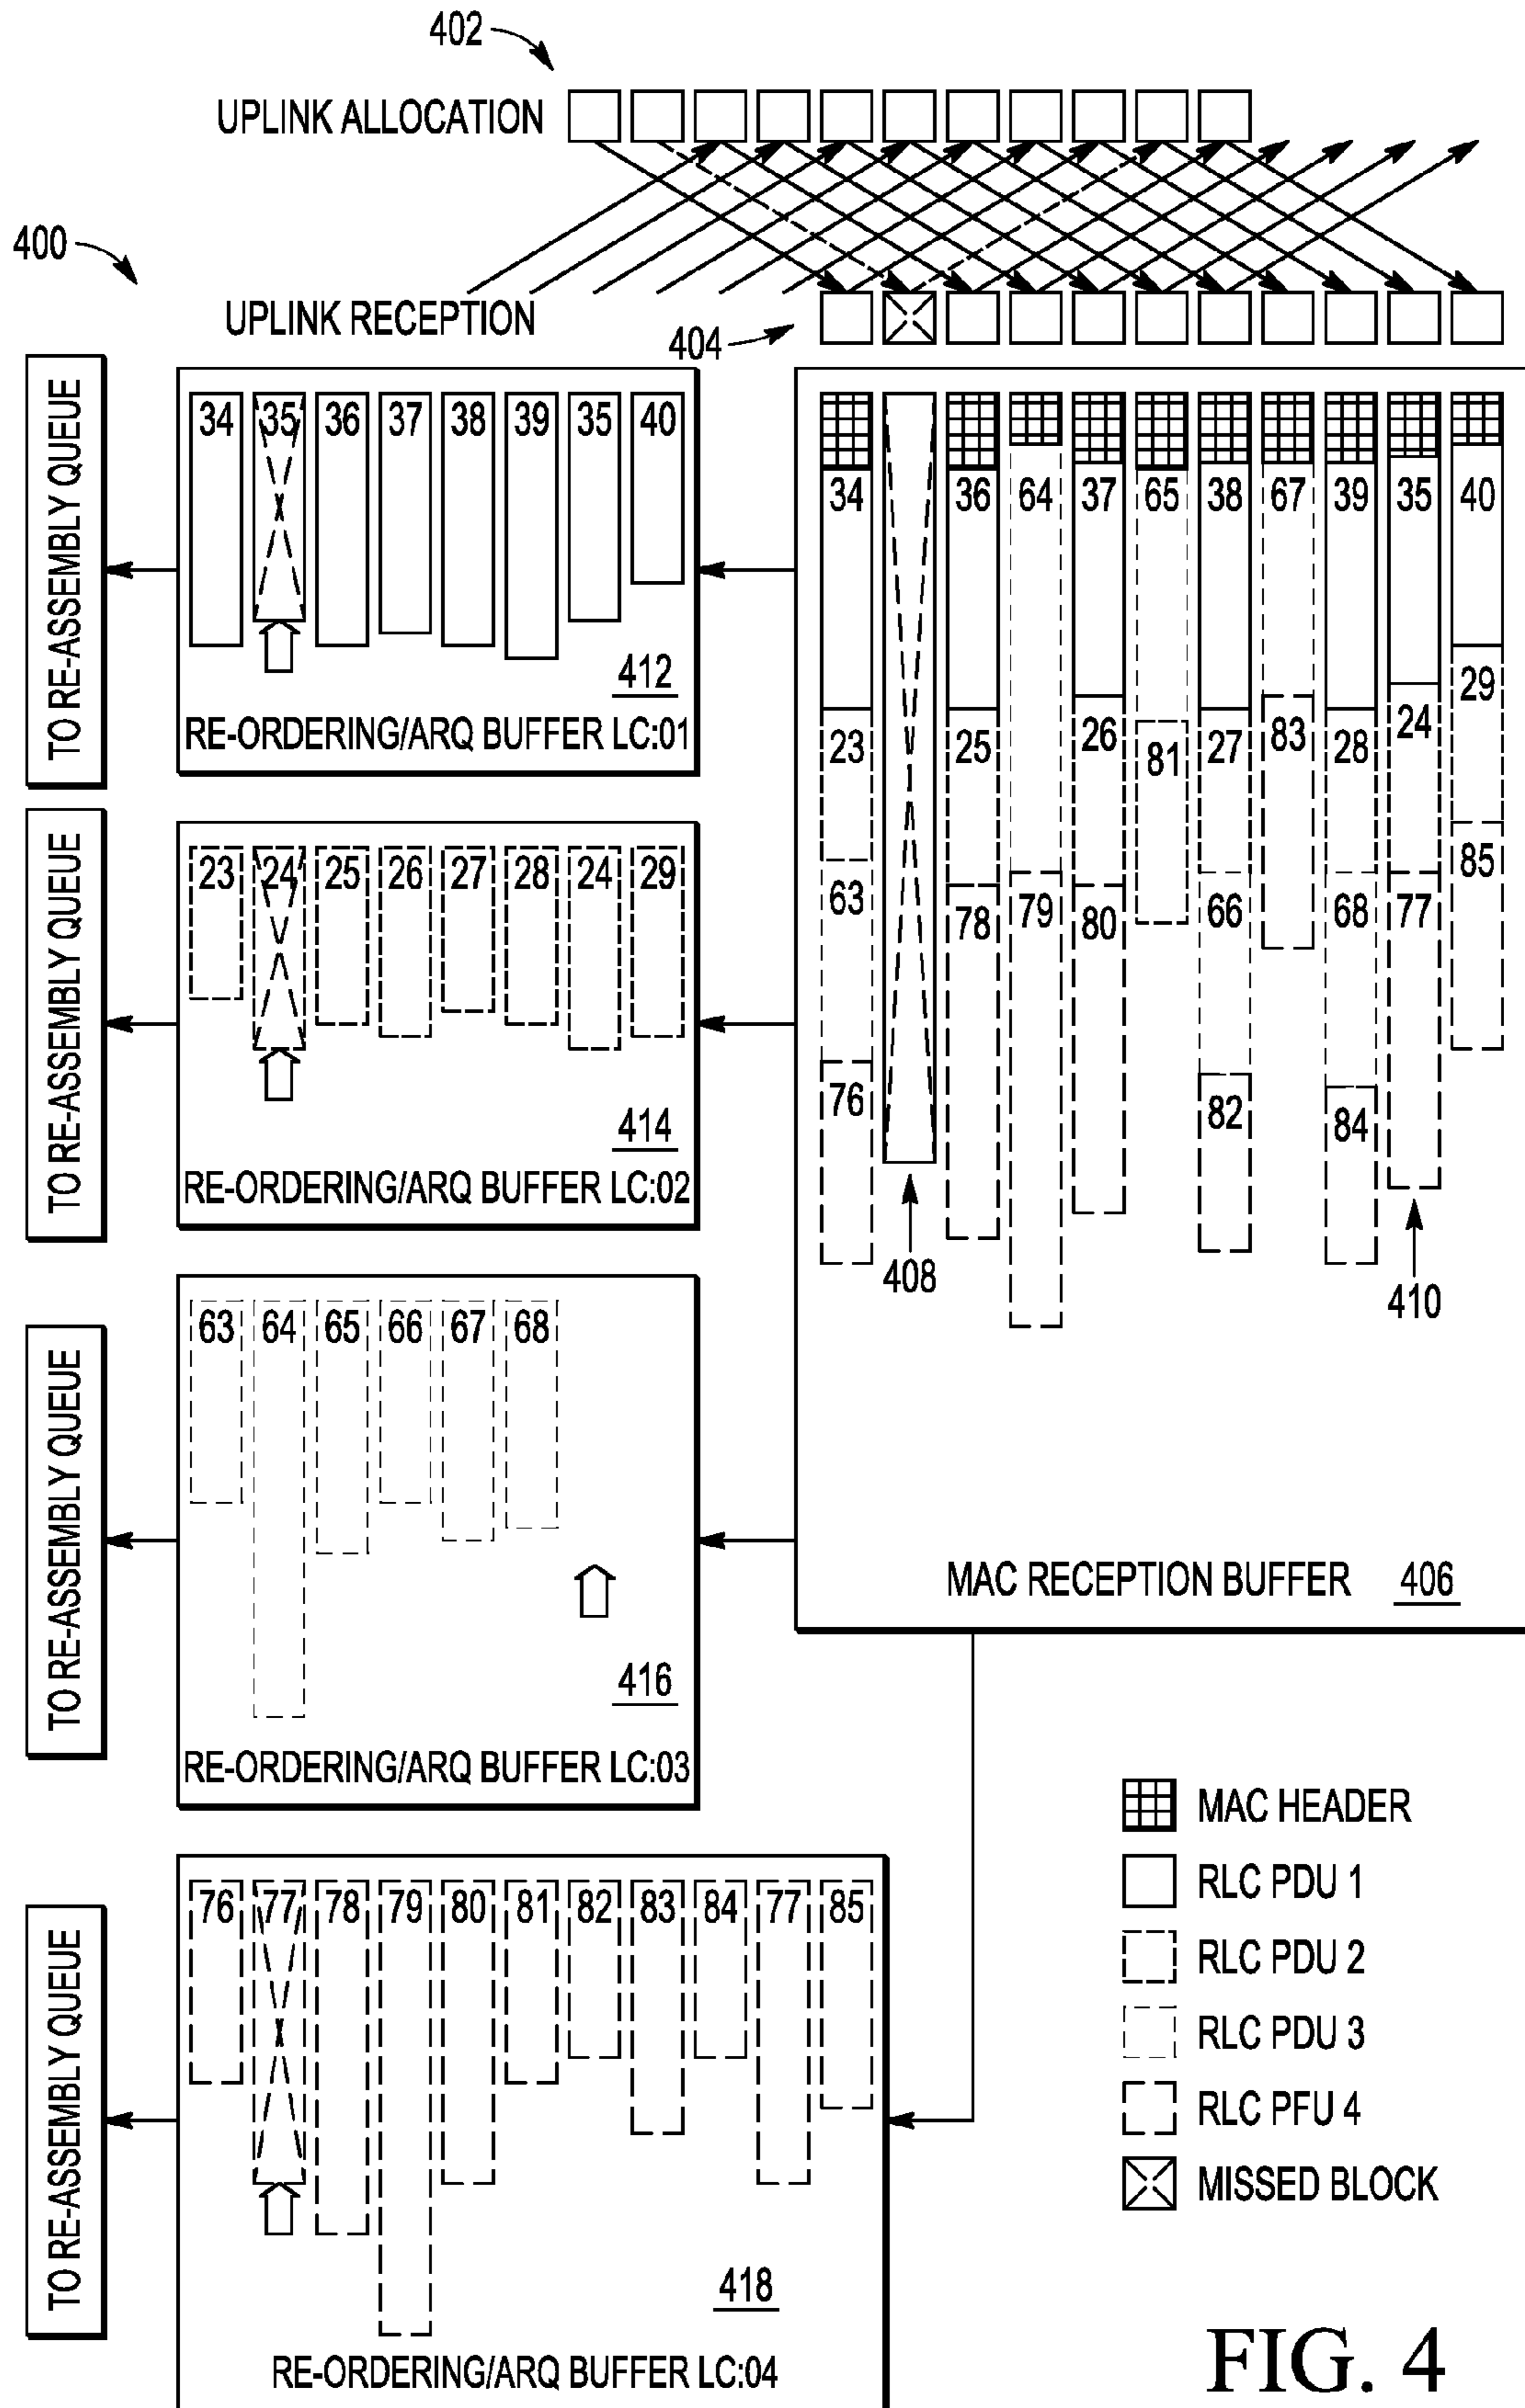 402
UPLINK ALLOCATION
400
UPLINK RECEPTION
404
TO RE-ASSEMBLY QUEUE
34 35 36 37 38 39 35 40
412
RE-ORDERING/ARQ BUFFER LC:01
34 36 64 37 65 38 67 39 35 40
23 25 26 81 27 83 28 24 29
63 78 79 80 66 68 77 85
76 82 84
408
410
MAC RECEPTION BUFFER 406
TO RE-ASSEMBLY QUEUE
23 24 25 26 27 28 24 29
414
RE-ORDERING/ARQ BUFFER LC:02
TO RE-ASSEMBLY QUEUE
63 64 65 66 67 68
416
RE-ORDERING/ARQ BUFFER LC:03
TO RE-ASSEMBLY QUEUE
76 77 78 79 80 81 82 83 84 77 85
418
RE-ORDERING/ARQ BUFFER LC:04
MAC HEADER
RLC PDU 1
RLC PDU 2
RLC PDU 3
RLC PFU 4
MISSED BLOCK
FIG. 4